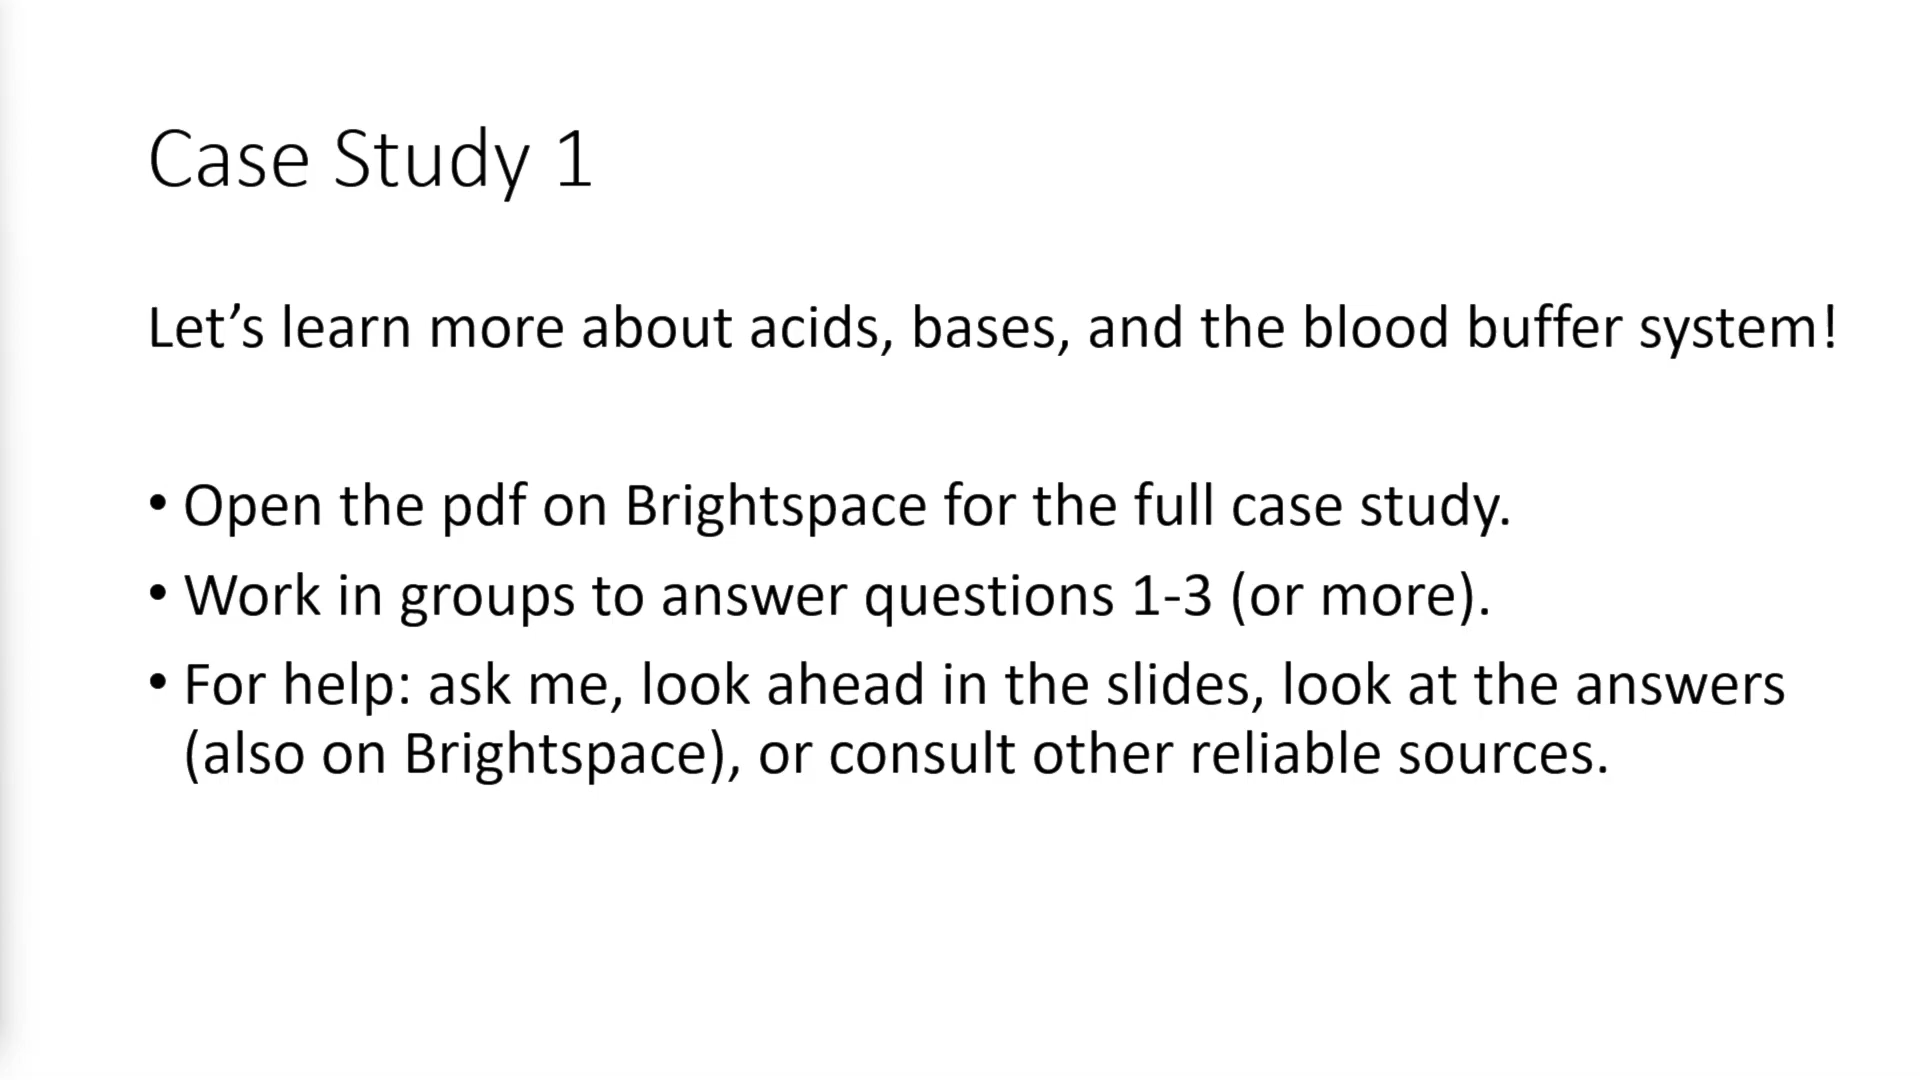 Case Study 1
Let’s learn more about acids, bases, and the blood buffer system!
• Open the pdf on Brightspace for the full case study.
• Work in groups to answer questions 1-3 (or more).
• For help: ask me, look ahead in the slides, look at the answers
(also on Brightspace), or consult other reliable sources.